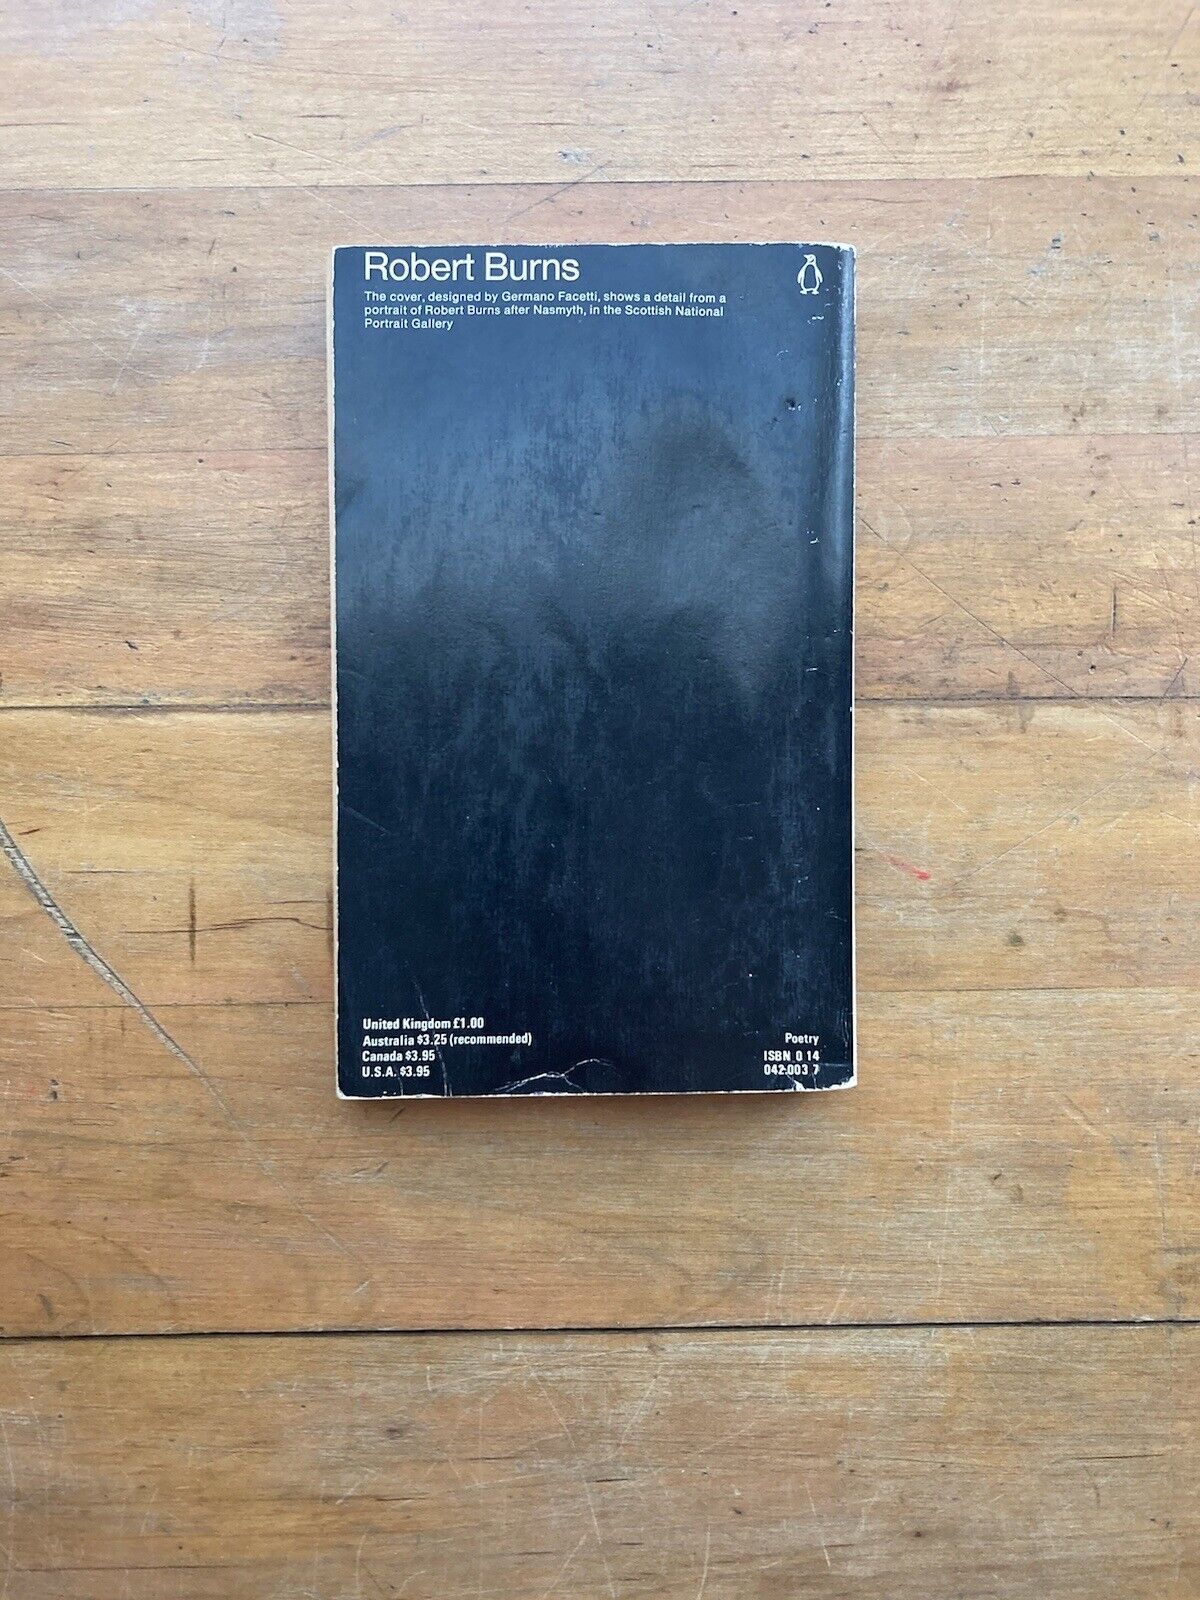 Robert Burns
The cover, designed by Germano Facetti, shows a detail from a
portrait of Robert Burns after Nasmyth, in the Scottish National
Portrait Gallery
United Kingdom £1.00
Australia $3.25 (recommended)
Canada $3.95
U.S.A. $3.95
Poetry
ISBN 0 14
042.003 7